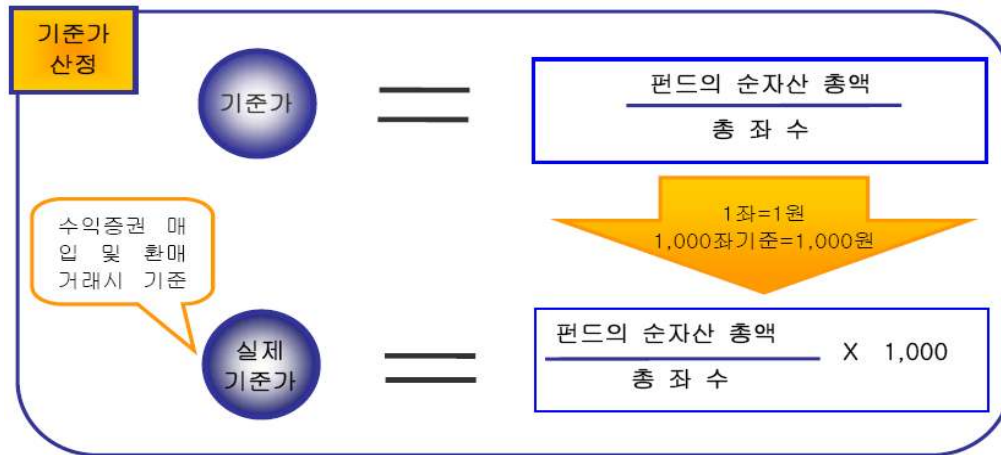 기준가
산정
기준가
펀드의 순자산 총액
총 좌 수
1좌=1원
1,000좌기준=1,000원
수익증권 매
입 및 환매
거래시 기준
실제
기준가
펀드의 순자산 총액
총 좌 수
X 1,000